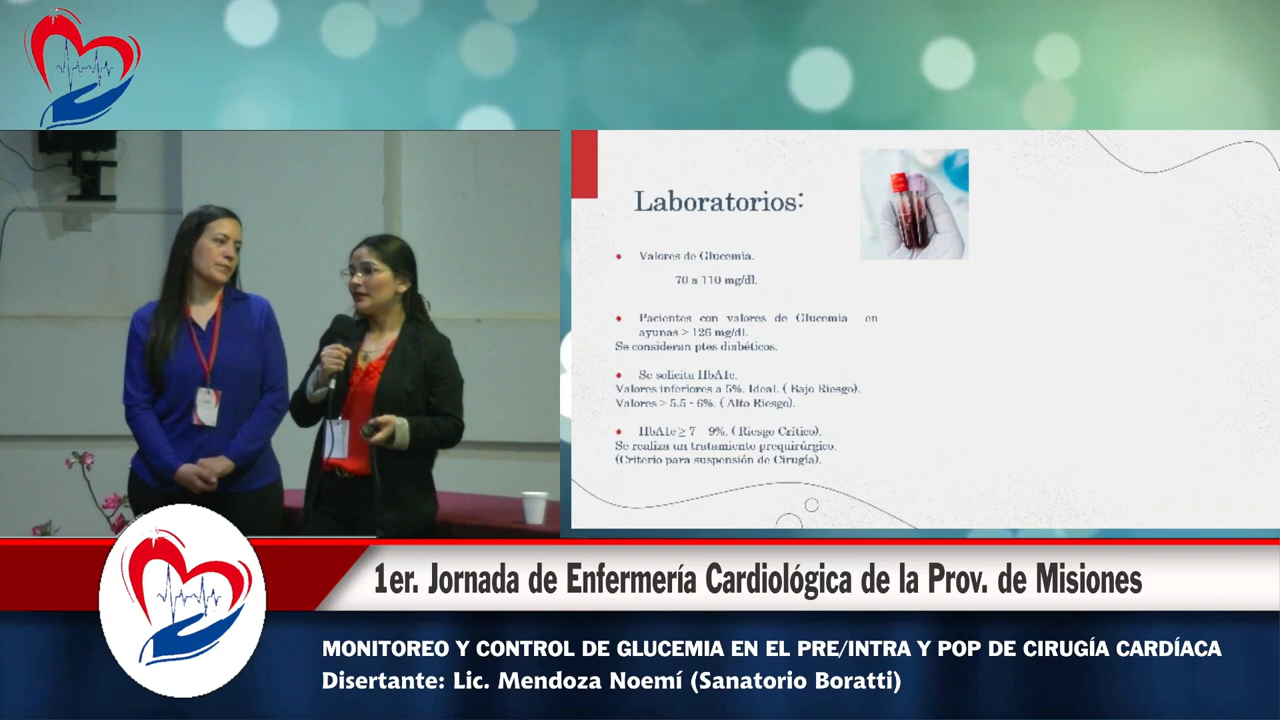 Laboratorios:
Valores de Glucemia.
70 a 110 mg/dl.
Pacientes con valores de Glucemia en
ayunas > 126 mg/dl.
Se consideran ptes diabéticos.
Se solicita HbA1c.
Valores inferiores a 5%. Ideal. ( Bajo Riesgo).
Valores > 5.5 - 6%. ( Alto Riesgo).
HbA1c ≥ 7 9%. ( Riesgo Crítico).
Se realiza un tratamiento prequirúrgico.
(Criterio para suspensión de Cirugía).
1er. Jornada de Enfermería Cardiológica de la Prov. de Misiones
MONITOREO Y CONTROL DE GLUCEMIA EN EL PRE/INTRA Y POP DE CIRUGÍA CARDÍACA
Disertante: Lic. Mendoza Noemí (Sanatorio Boratti)